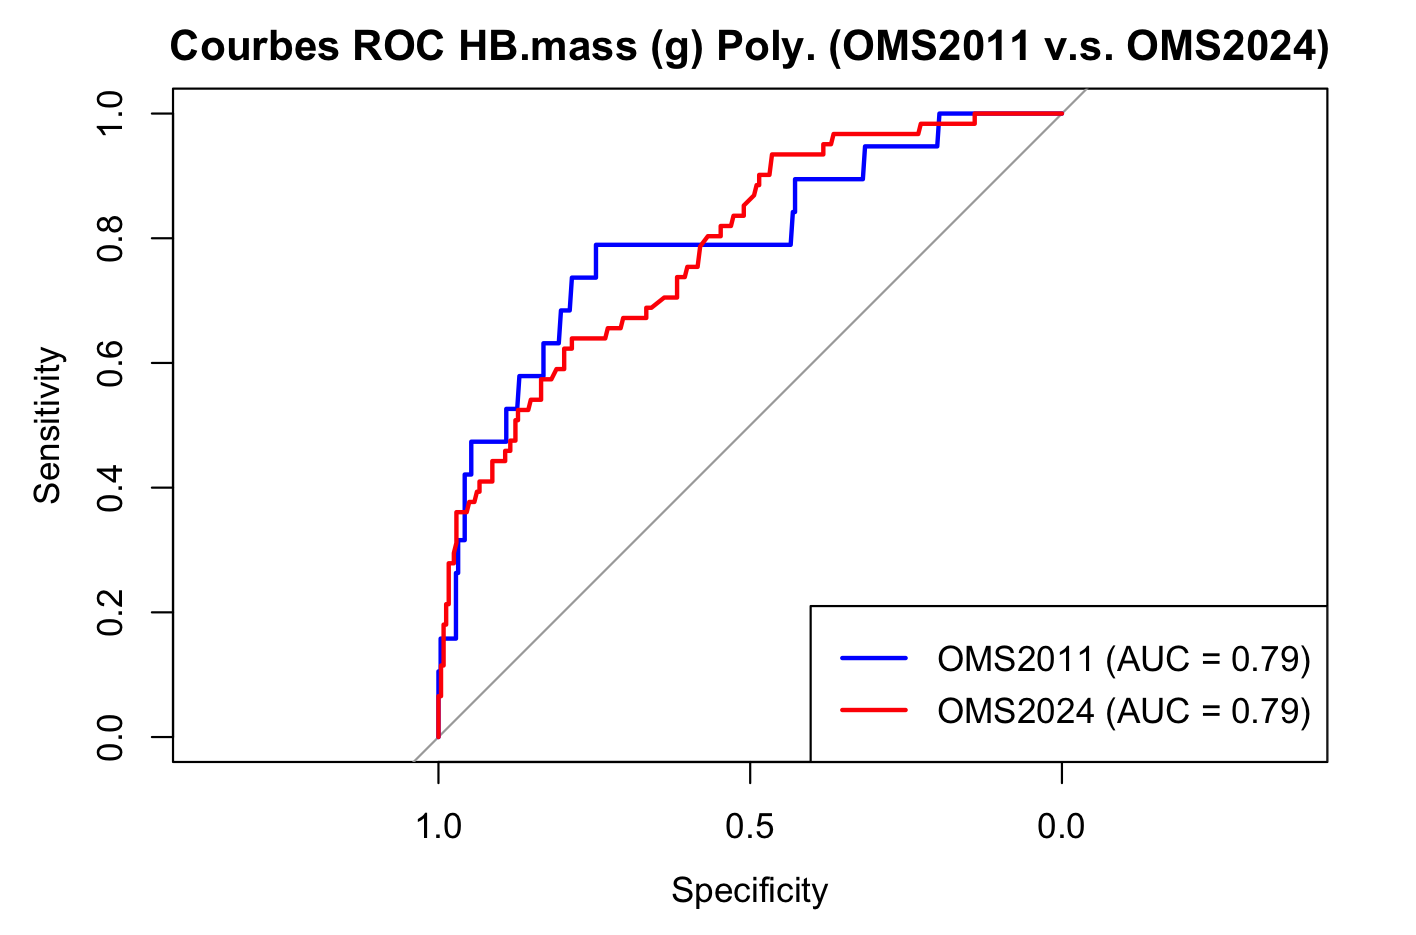 Courbes ROC HB.mass (g) Poly. (OMS2011 v.s. OMS2024)
Sensitivity
1.0
0.8
0.6
0.4
0.2
0.0
OMS2011 (AUC = 0.79)
OMS2024 (AUC = 0.79)
1.0 0.5 0.0
Specificity